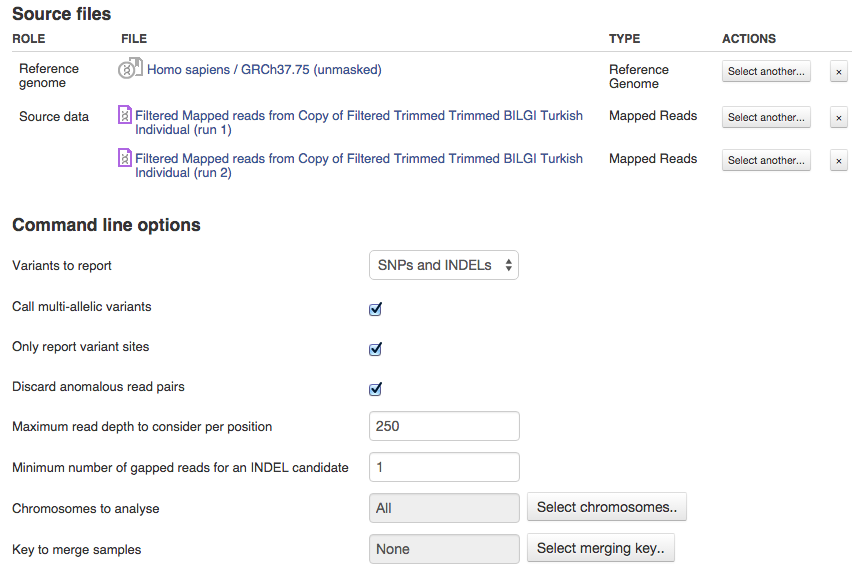 Source files
ROLE FILE TYPE ACTIONS
Reference genome Homo sapiens / GRCh37.75 (unmasked) Reference Genome Select another... ×
Source data Filtered Mapped reads from Copy of Filtered Trimmed Trimmed BILGI Turkish Individual (run 1) Mapped Reads Select another... ×
Filtered Mapped reads from Copy of Filtered Trimmed Trimmed BILGI Turkish Individual (run 2) Mapped Reads Select another... ×
Command line options
Variants to report SNPs and INDELs
Call multi-allelic variants
Only report variant sites
Discard anomalous read pairs
Maximum read depth to consider per position 250
Minimum number of gapped reads for an INDEL candidate 1
Chromosomes to analyse All Select chromosomes..
Key to merge samples None Select merging key..